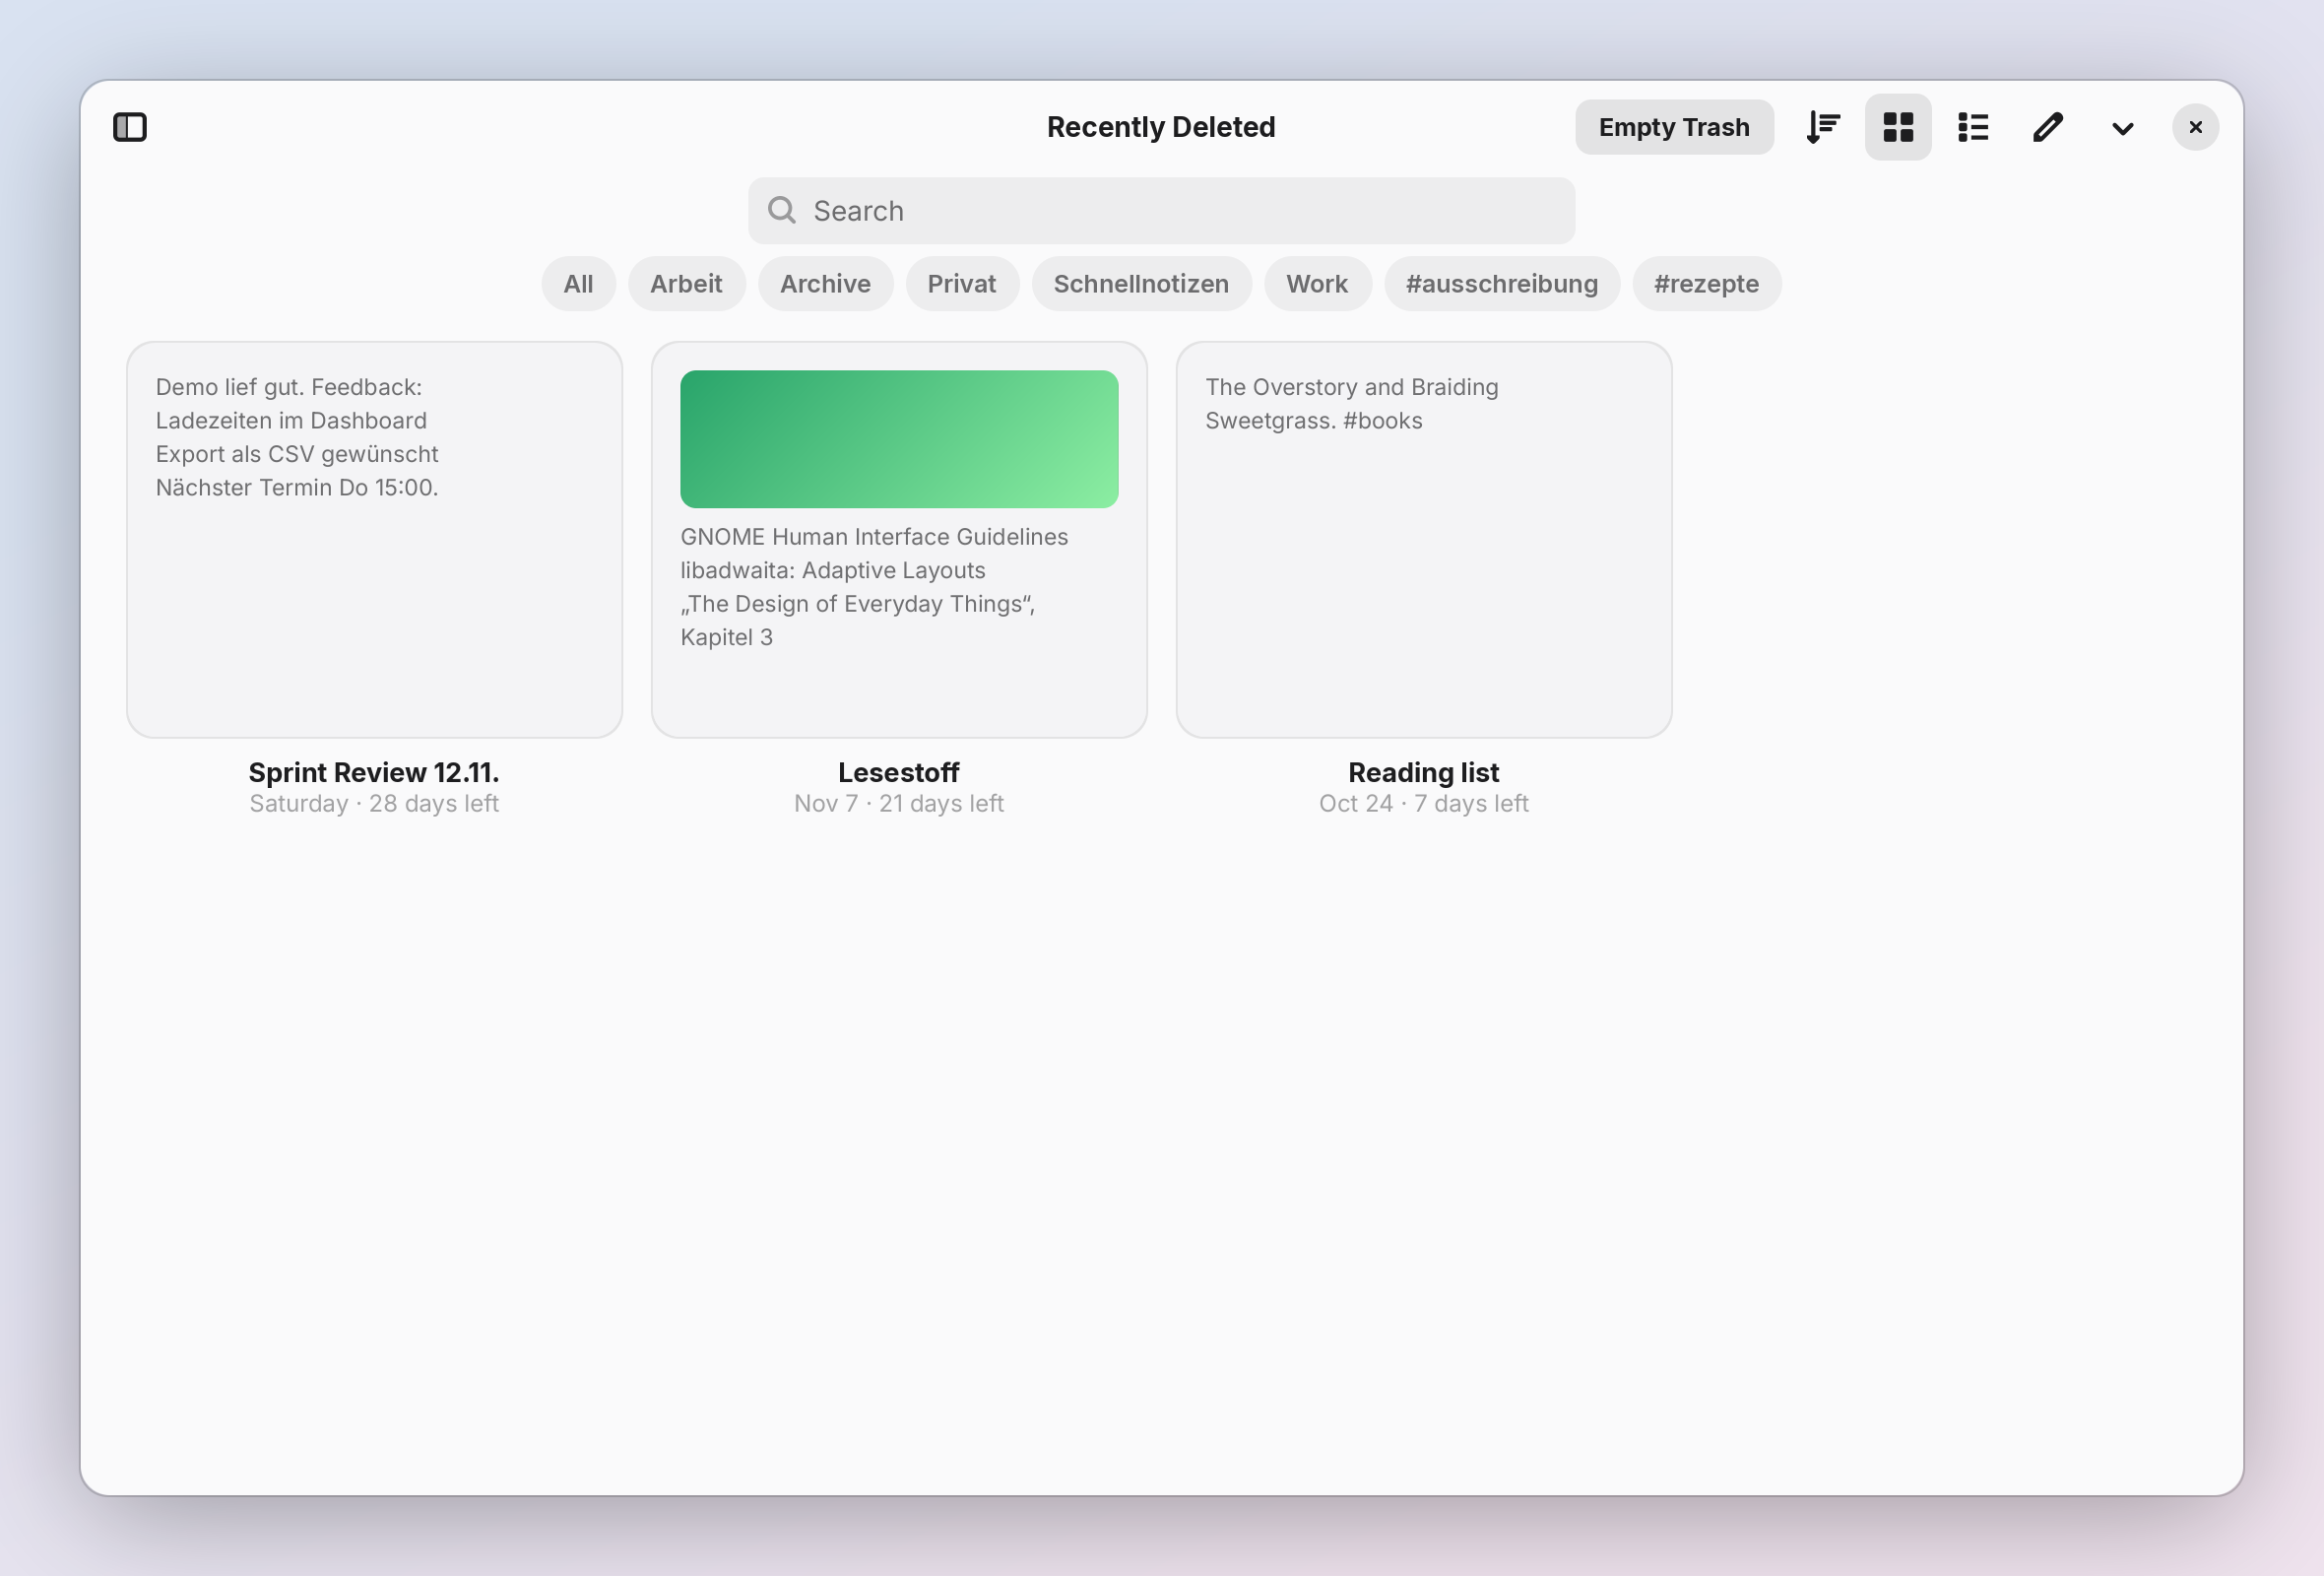 Recently Deleted
Empty Trash
Search
All
Arbeit
Archive
Privat
Schnellnotizen
Work
#ausschreibung
#rezepte
Demo lief gut. Feedback:
Ladezeiten im Dashboard
Export als CSV gewünscht
Nächster Termin Do 15:00.
Sprint Review 12.11.
Saturday · 28 days left
GNOME Human Interface Guidelines
libadwaita: Adaptive Layouts
„The Design of Everyday Things“,
Kapitel 3
Lesestoff
Nov 7 · 21 days left
The Overstory and Braiding
Sweetgrass. #books
Reading list
Oct 24 · 7 days left